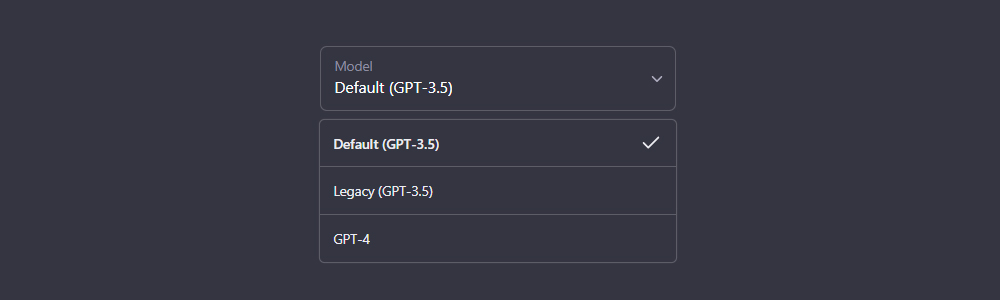 Model
Default (GPT-3.5)
Default (GPT-3.5)
Legacy (GPT-3.5)
GPT-4